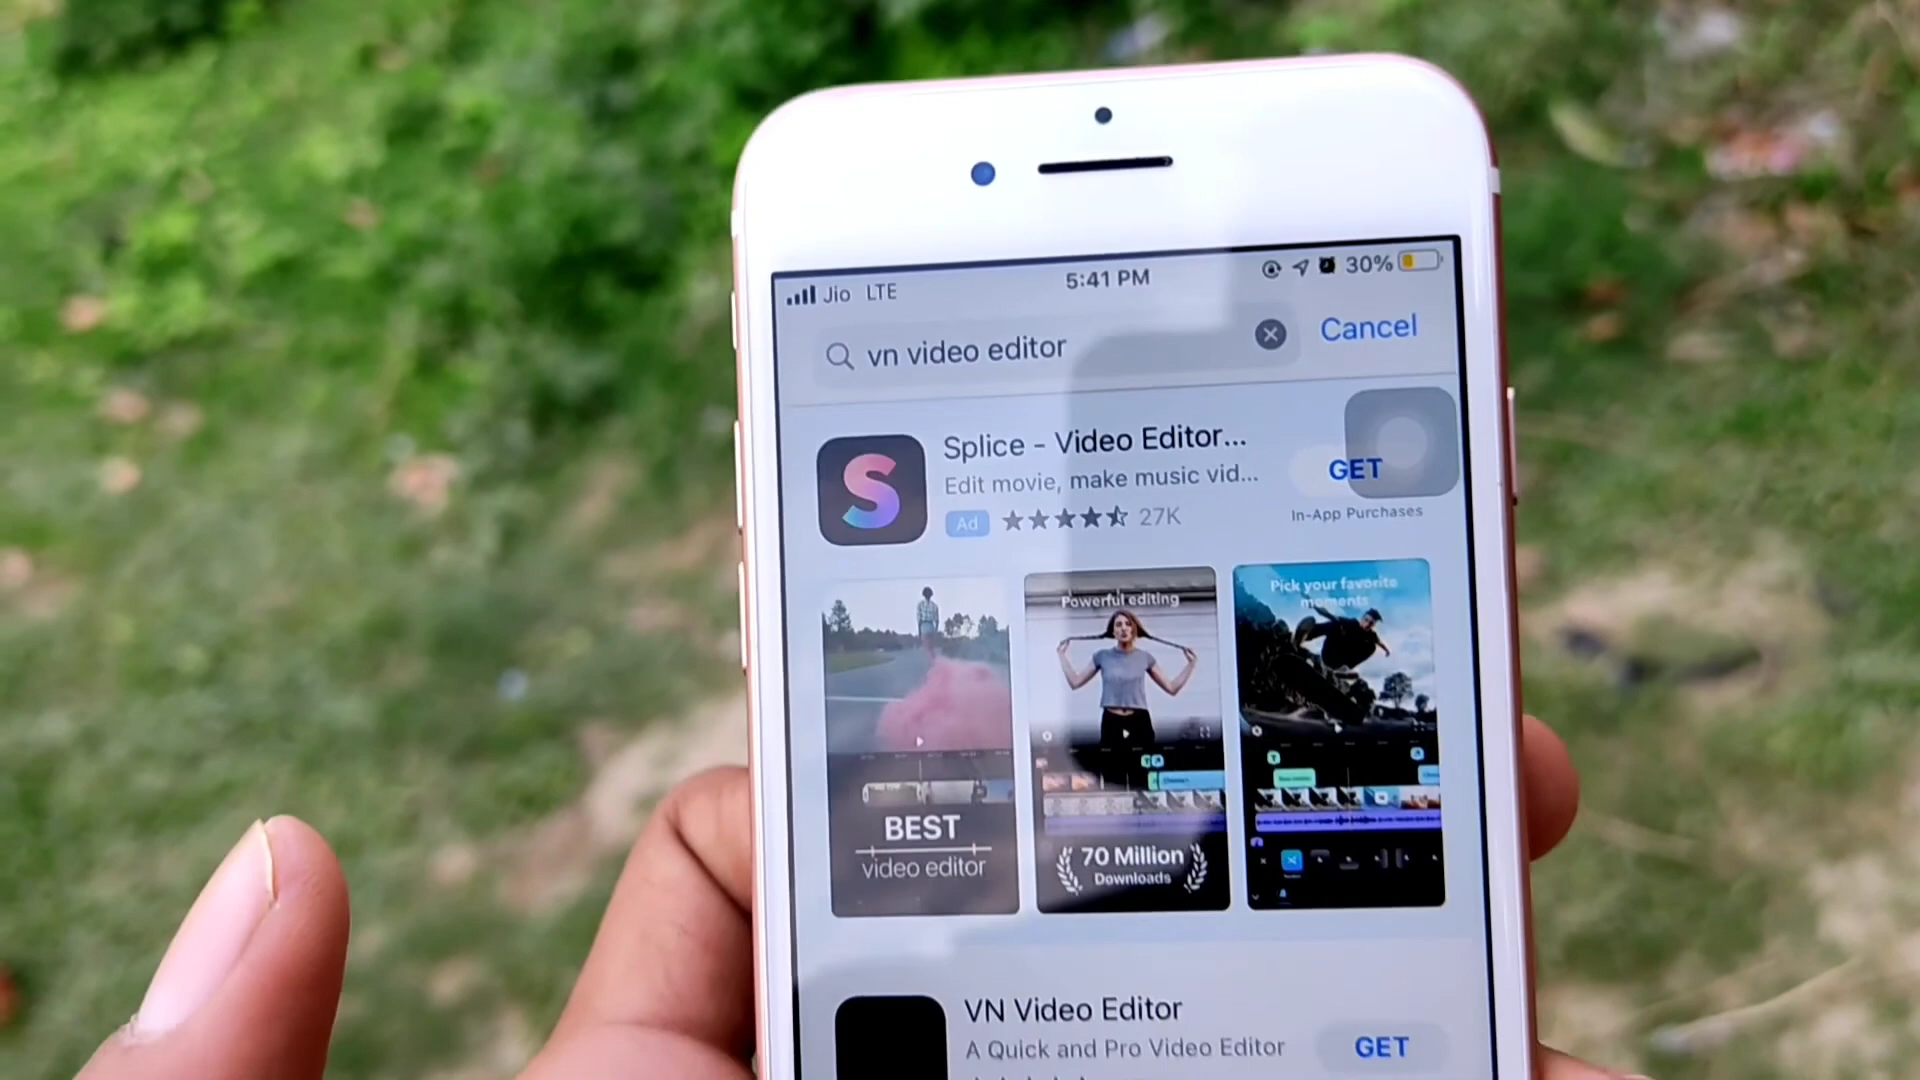 Jio LTE 5:41 PM 30%
vn video editor Cancel
S
Splice - Video Editor...
Edit movie, make music vid...
GET
Ad 27K
In-App Purchases
BEST
video editor
Powerful editing
70 Million
Downloads
Pick your favorite
moments
VN Video Editor
A Quick and Pro Video Editor
GET